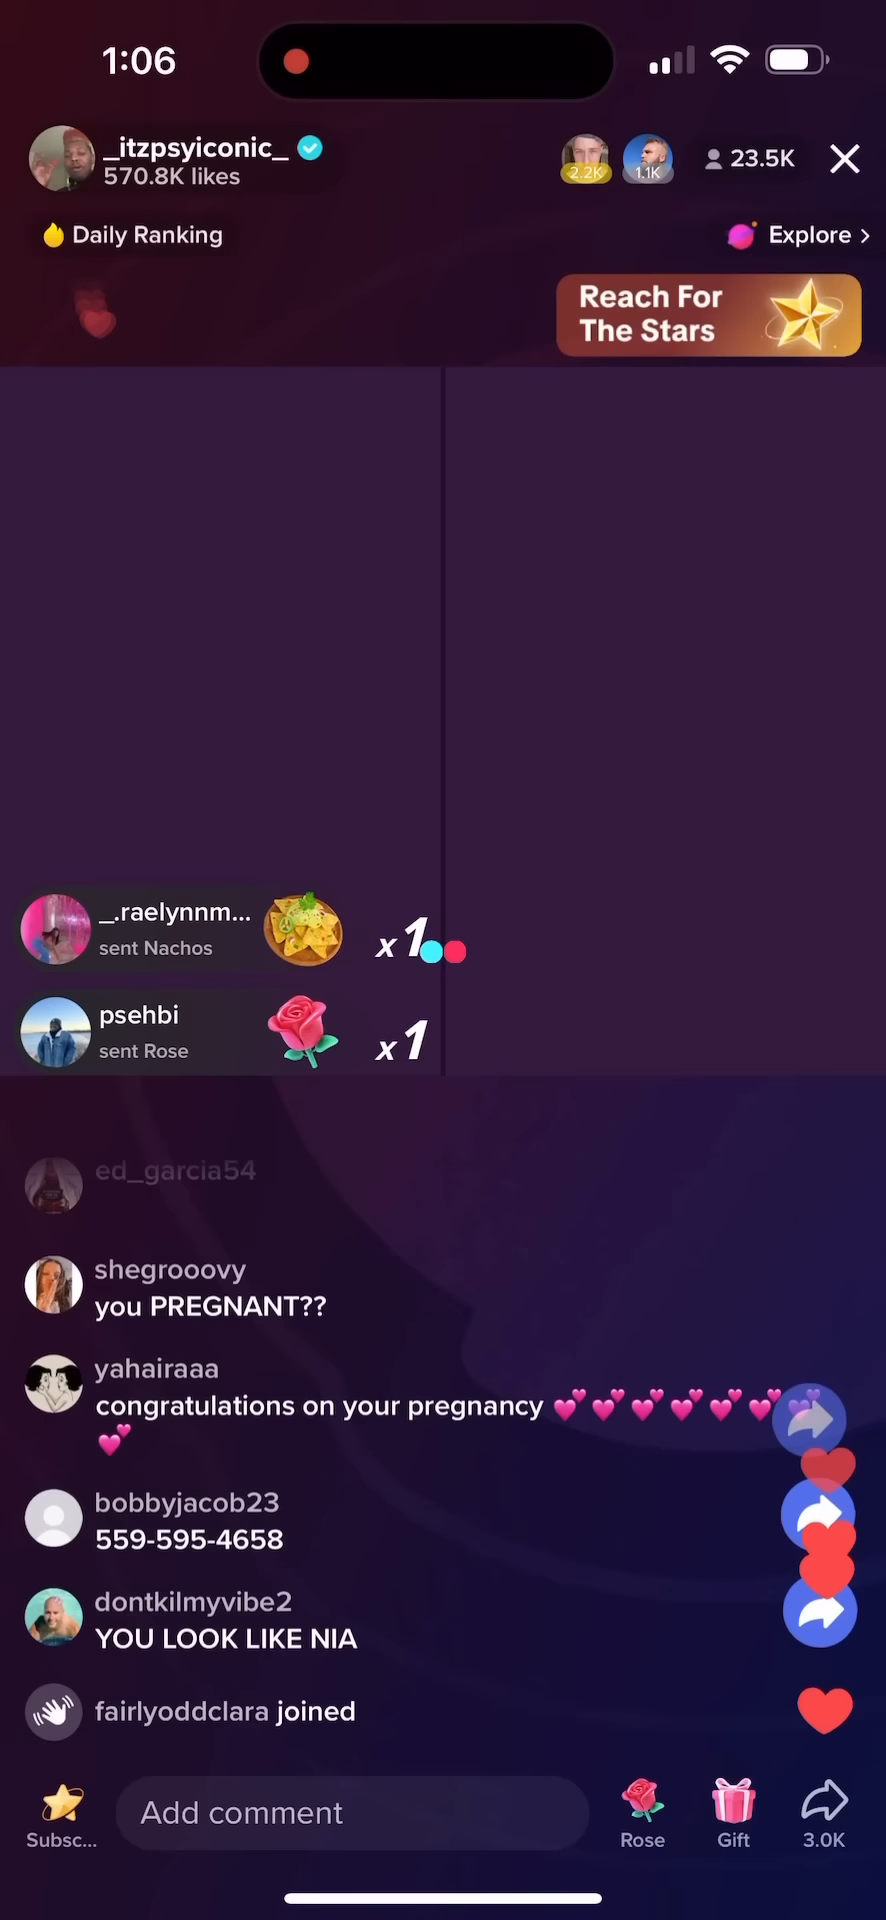 1:06
_itzpsyiconic_
570.8K likes
2.2K
1.1K
23.5K
Daily Ranking
Explore >
Reach For
The Stars
_.raelynnm...
sent Nachos
x1
psehbi
sent Rose
x1
ed_garcia54
shegrooovy
you PREGNANT??
yahairaaa
congratulations on your pregnancy 💕💕💕💕💕💕💕
💕
bobbyjacob23
559-595-4658
dontkilmyvibe2
YOU LOOK LIKE NIA
fairlyoddclara joined
Add comment
Subsc...
Rose
Gift
3.0K